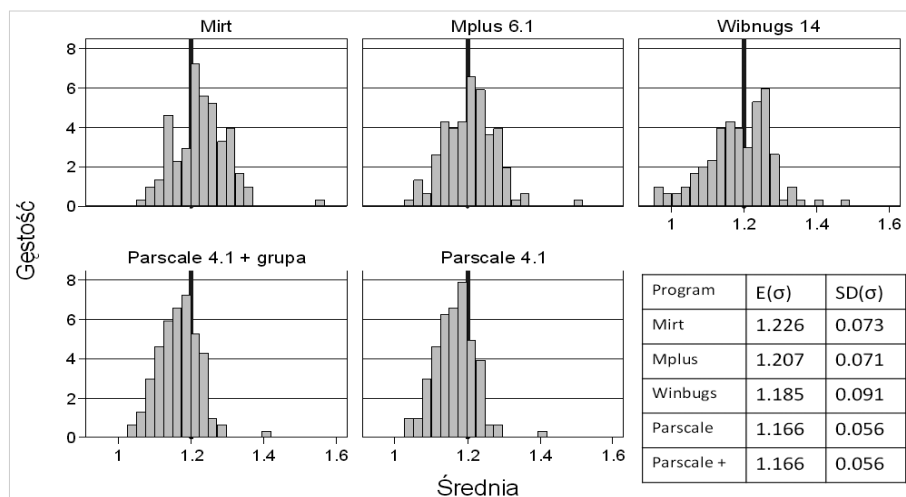 Mirt
Mplus 6.1
Wibnugs 14
8
6
4
2
0
1 1.2 1.4 1.6
Parscale 4.1 + grupa
Parscale 4.1
8
6
4
2
0
1 1.2 1.4 1.6
1 1.2 1.4 1.6
Gęstość
Średnia
Program E(σ) SD(σ)
Mirt 1.226 0.073
Mplus 1.207 0.071
Winbugs 1.185 0.091
Parscale 1.166 0.056
Parscale + 1.166 0.056